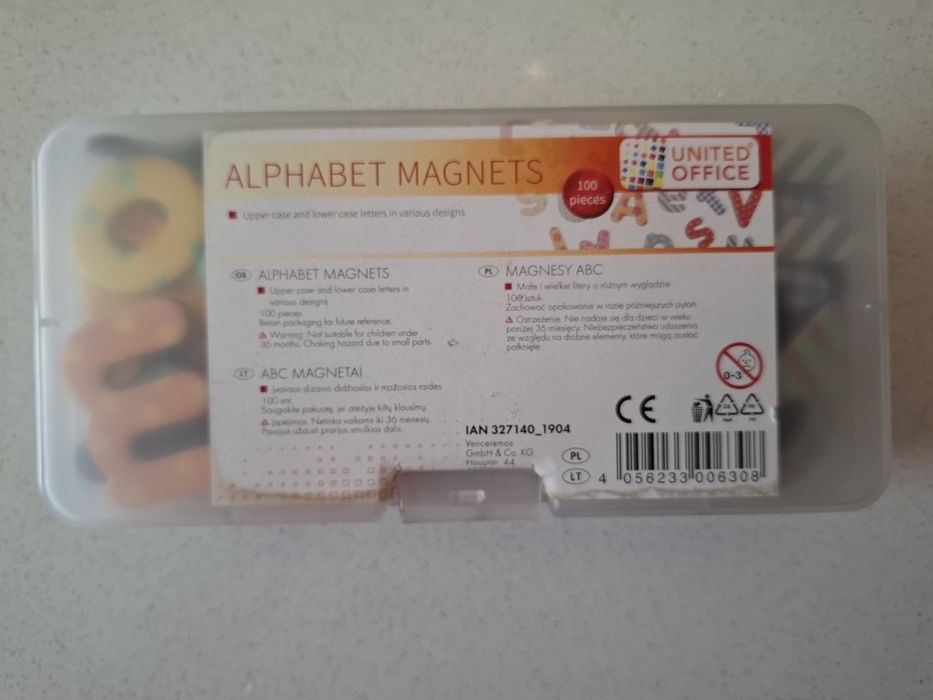 ALPHABET MAGNETS
UNITED
OFFICE
100
pieces
Upper case and lower case letters in various designs
GB ALPHABET MAGNETS
Upper case and lower case letters in
various designs
100 pieces
Retain packaging for future reference.
Warning: Not suitable for children under
36 months. Choking hazard due to small parts.
LT ABC MAGNETAI
Įvairaus dizaino didžiosios ir mažosios raidės
100 vnt.
Saugokite pakuotę, jei ateityje kiltų klausimų.
Įspėjimas. Netinka vaikams iki 36 mėnesių.
Pavojus uždusti prarijus smulkias dalis.
PL MAGNESY ABC
Małe i wielkie litery o różnym wyglądzie
100 sztuk
Zachować opakowanie w razie późniejszych pytań.
Ostrzeżenie. Nie nadaje się dla dzieci w wieku
poniżej 36 miesięcy. Niebezpieczeństwo uduszenia
ze względu na drobne elementy, które mogą zostać
połknięte.
0-3
CE
IAN 327140_1904
Venceremos
GmbH & Co. KG
Hauptstr. 44
PL
LT
4 056233 006308